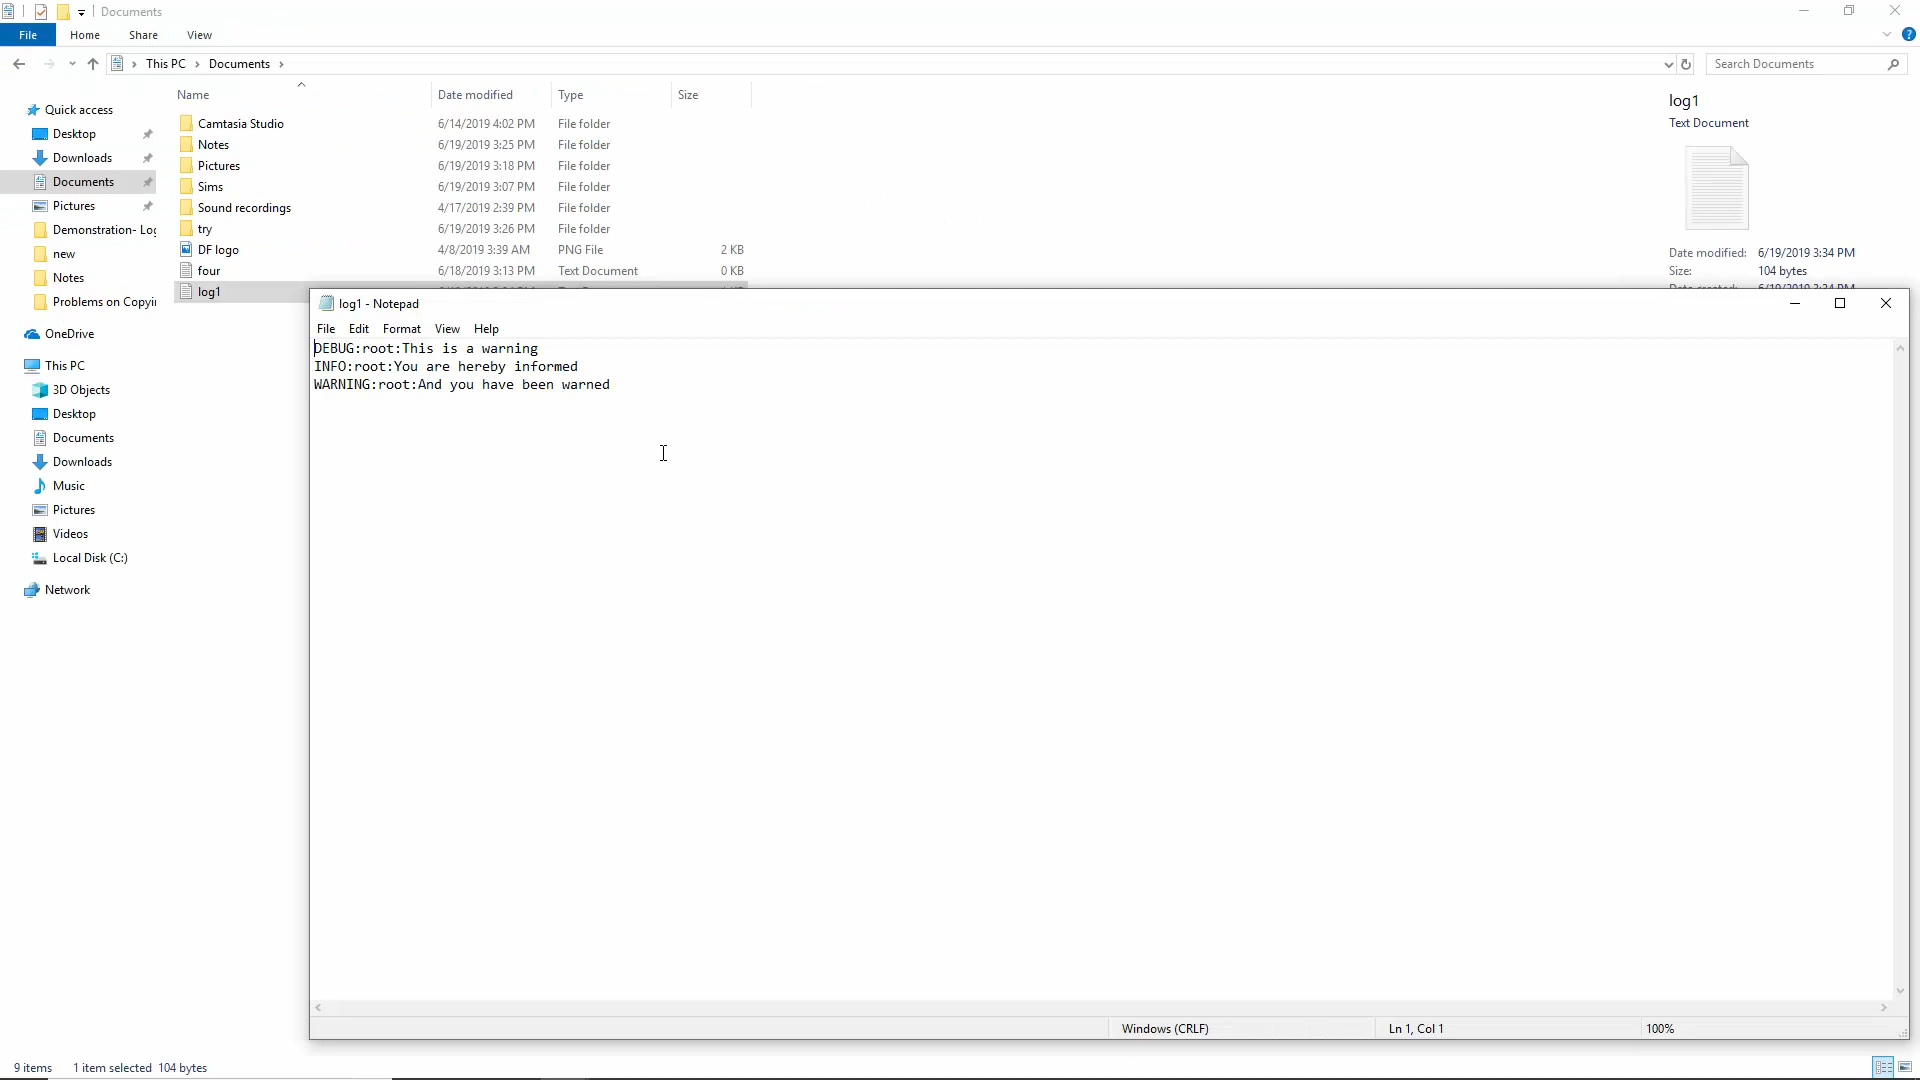 Documents
File Home Share View
This PC Documents
Search Documents
Name Date modified Type Size
Camtasia Studio 6/14/2019 4:02 PM File folder
Notes 6/19/2019 3:25 PM File folder
Pictures 6/19/2019 3:18 PM File folder
Sims 6/19/2019 3:07 PM File folder
Sound recordings 4/17/2019 2:39 PM File folder
try 6/19/2019 3:26 PM File folder
DF logo 4/8/2019 3:39 AM PNG File 2 KB
four 6/18/2019 3:13 PM Text Document 0 KB
log1
Quick access
Desktop
Downloads
Documents
Pictures
Demonstration- Log
new
Notes
Problems on Copyin
OneDrive
This PC
3D Objects
Desktop
Documents
Downloads
Music
Pictures
Videos
Local Disk (C:)
Network
log1
Text Document
Date modified: 6/19/2019 3:34 PM
Size: 104 bytes
log1 - Notepad
File Edit Format View Help
DEBUG:root:This is a warning
INFO:root:You are hereby informed
WARNING:root:And you have been warned
Windows (CRLF) Ln 1, Col 1 100%
9 items 1 item selected 104 bytes